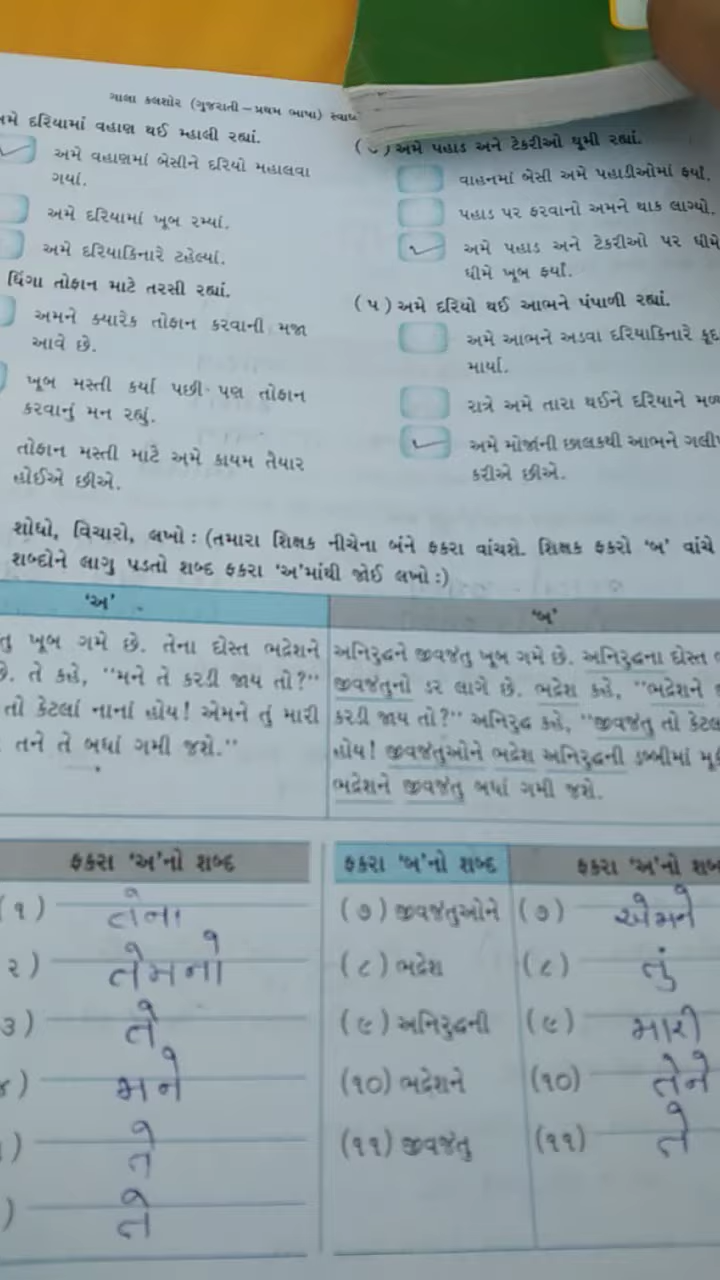 ગાલા કલશોર (ગુજરાતી – પ્રથમ ભાષા)
અમે દરિયામાં વહાણ થઈ મ્હાલી રહ્યાં.
અમે વહાણમાં બેસીને દરિયો મહાલવા
ગયાં.
અમે દરિયામાં ખૂબ રમ્યાં.
અમે દરિયાકિનારે ટહેલ્યાં.
ધિંગા તોફાન માટે તરસી રહ્યાં.
અમને ક્યારેક તોફાન કરવાની મજા
આવે છે.
ખૂબ મસ્તી કર્યા પછી પણ તોફાન
કરવાનું મન રહ્યું.
તોફાન મસ્તી માટે અમે કાયમ તૈયાર
હોઈએ છીએ.
અમે પહાડ અને ટેકરીઓ ઘૂમી રહ્યાં.
વાહનમાં બેસી અમે પહાડીઓમાં ફર્યાં.
પહાડ પર ફરવાનો અમને થાક લાગ્યો.
અમે પહાડ અને ટેકરીઓ પર ધીમે
ધીમે ખૂબ ફર્યાં.
(૫) અમે દરિયો થઈ આભને પંપાળી રહ્યાં.
અમે આભને અડવા દરિયાકિનારે
માર્યા.
રાત્રે અમે તારા થઈને દરિયાને
અમે મોજાંની છાલકથી આભને
કરીએ છીએ.
શોધો, વિચારો, લખો : (તમારા શિક્ષક નીચેના બંને ફકરા વાંચશે. શિક્ષક ફકરો ‘બ’ વાંચે
શબ્દોને લાગુ પડતો શબ્દ ફકરા ‘અ’માંથી જોઈ લખો :)
‘અ’
ખૂબ ગમે છે. તેના દોસ્ત ભદ્રેશને
છે. તે કહે, “મને તે કરડી જાય તો?”
તો કેટલાં નાનાં હોય! એમને તું મારી
તને તે બધાં ગમી જશે.”
‘બ’
અનિરુદ્ધને જીવજંતુ ખૂબ ગમે છે. અનિરુદ્ધના દોસ્ત
જીવજંતુનો ડર લાગે છે. ભદ્રેશ કહે, “ભદ્રેશને
કરડી જાય તો?” અનિરુદ્ધ કહે, “જીવજંતુ તો
હોય! જીવજંતુઓને ભદ્રેશ અનિરુદ્ધની ડબ્બીમાં
ભદ્રેશને જીવજંતુ બધાં ગમી જશે.
ફકરા ‘અ’નો શબ્દ
(૧) તેના
૨) તેમનો
૩) તે
૪) મને
) તે
) તે
ફકરા ‘બ’નો શબ્દ ફકરા ‘અ’નો શબ્દ
(૭) જીવજંતુઓને (૭) એમને
(૮) ભદ્રેશ (૮) તું
(૯) અનિરુદ્ધની (૯) મારી
(૧૦) ભદ્રેશને (૧૦) તેને
(૧૧) જીવજંતુ (૧૧) તે